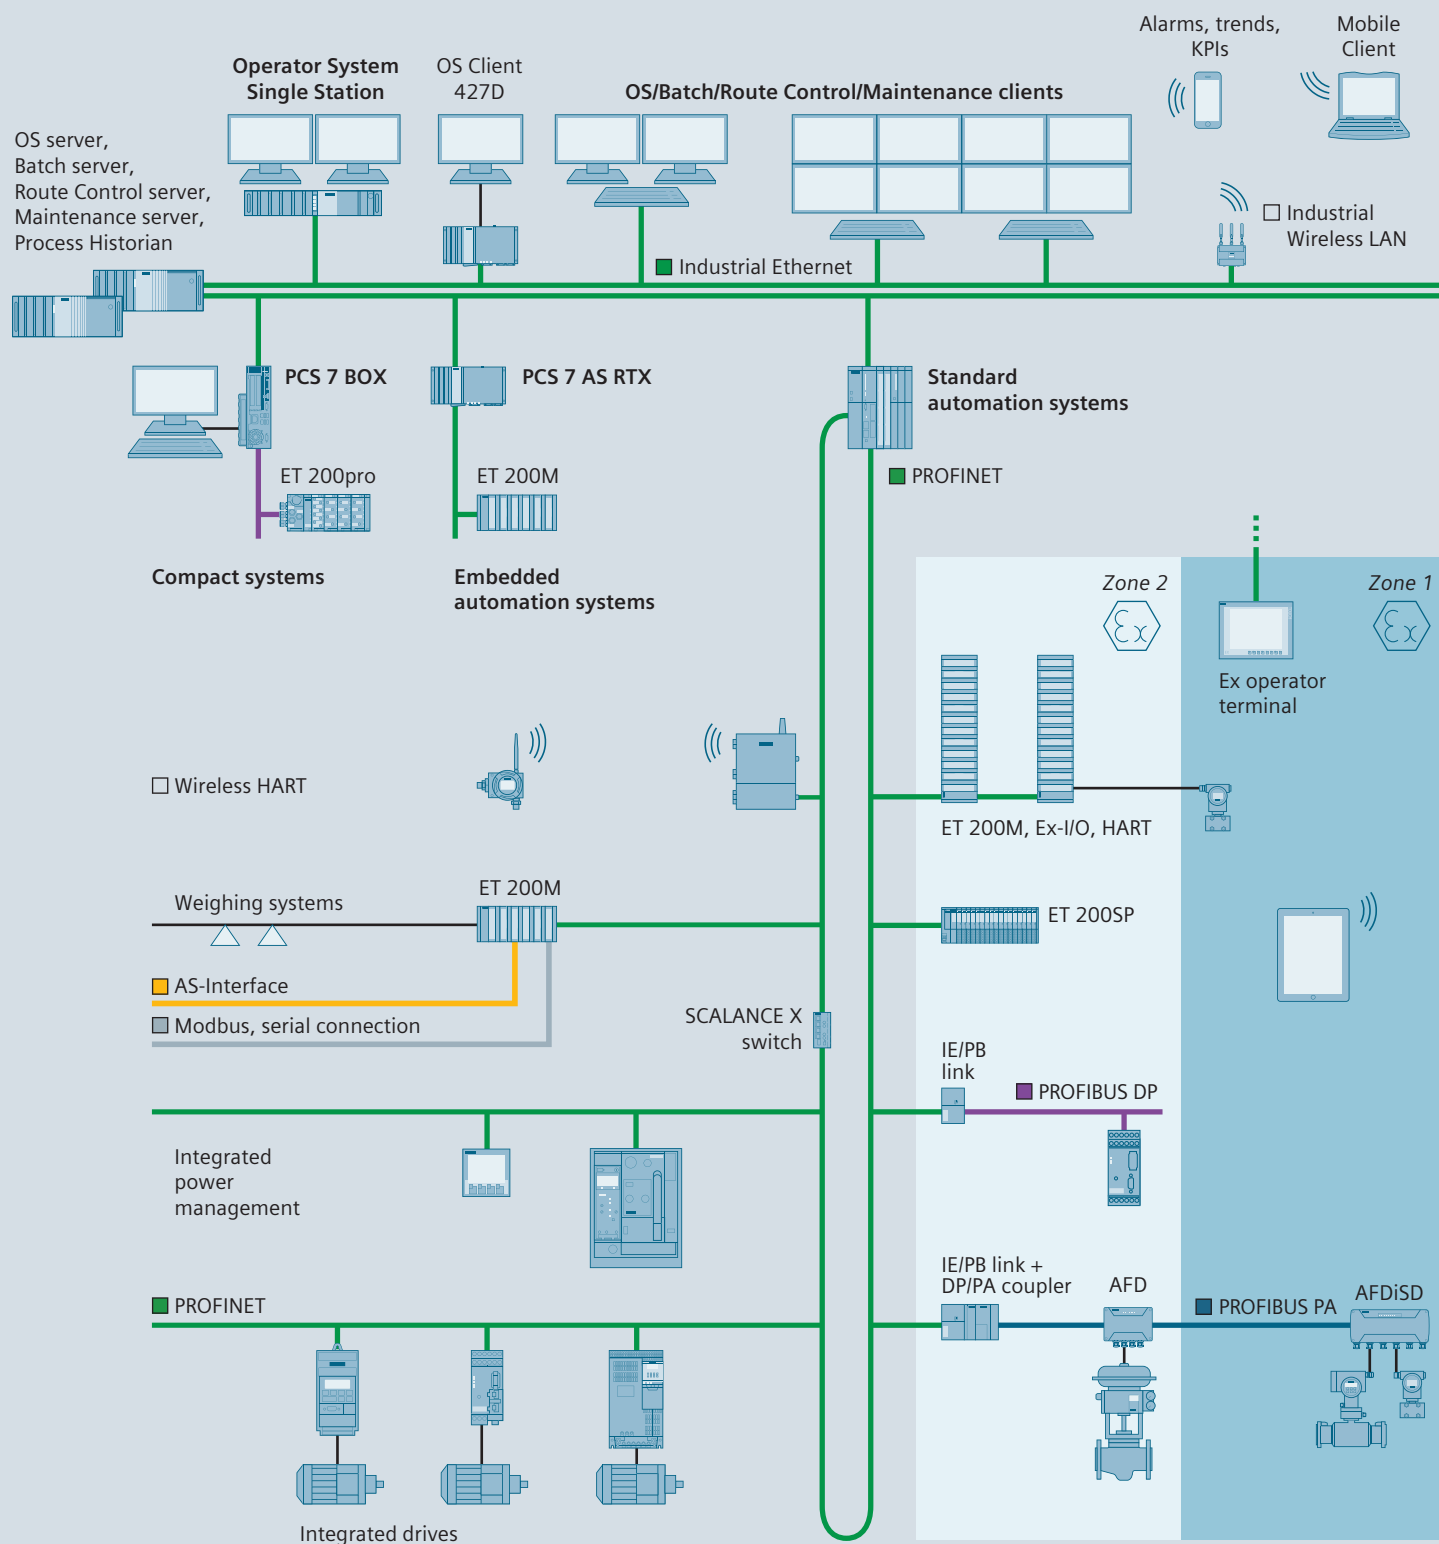 Alarms, trends,
KPIs
Mobile
Client
Operator System
Single Station
OS Client
427D
OS/Batch/Route Control/Maintenance clients
OS server,
Batch server,
Route Control server,
Maintenance server,
Process Historian
Industrial
Wireless LAN
Industrial Ethernet
PCS 7 BOX
PCS 7 AS RTX
Standard
automation systems
ET 200pro
ET 200M
PROFINET
Compact systems
Embedded
automation systems
Zone 2
Ex
Zone 1
Ex
Ex operator
terminal
Wireless HART
ET 200M, Ex-I/O, HART
Weighing systems
ET 200M
ET 200SP
AS-Interface
Modbus, serial connection
SCALANCE X
switch
IE/PB
link
PROFIBUS DP
Integrated
power
management
IE/PB link +
DP/PA coupler
AFD
PROFIBUS PA
AFDiSD
PROFINET
Integrated drives